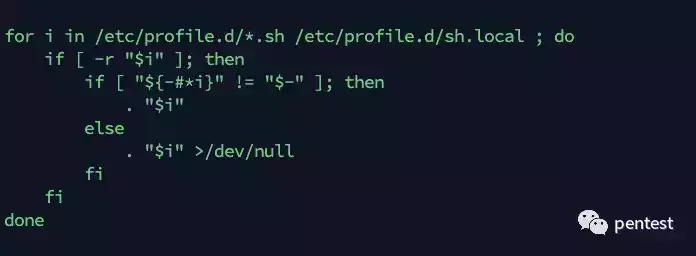 for i in /etc/profile.d/*.sh /etc/profile.d/sh.local ; do
    if [ -r "$i" ]; then
        if [ "${-#*i}" != "$-" ]; then
            . "$i"
        else
            . "$i" >/dev/null
        fi
    fi
done
pentest